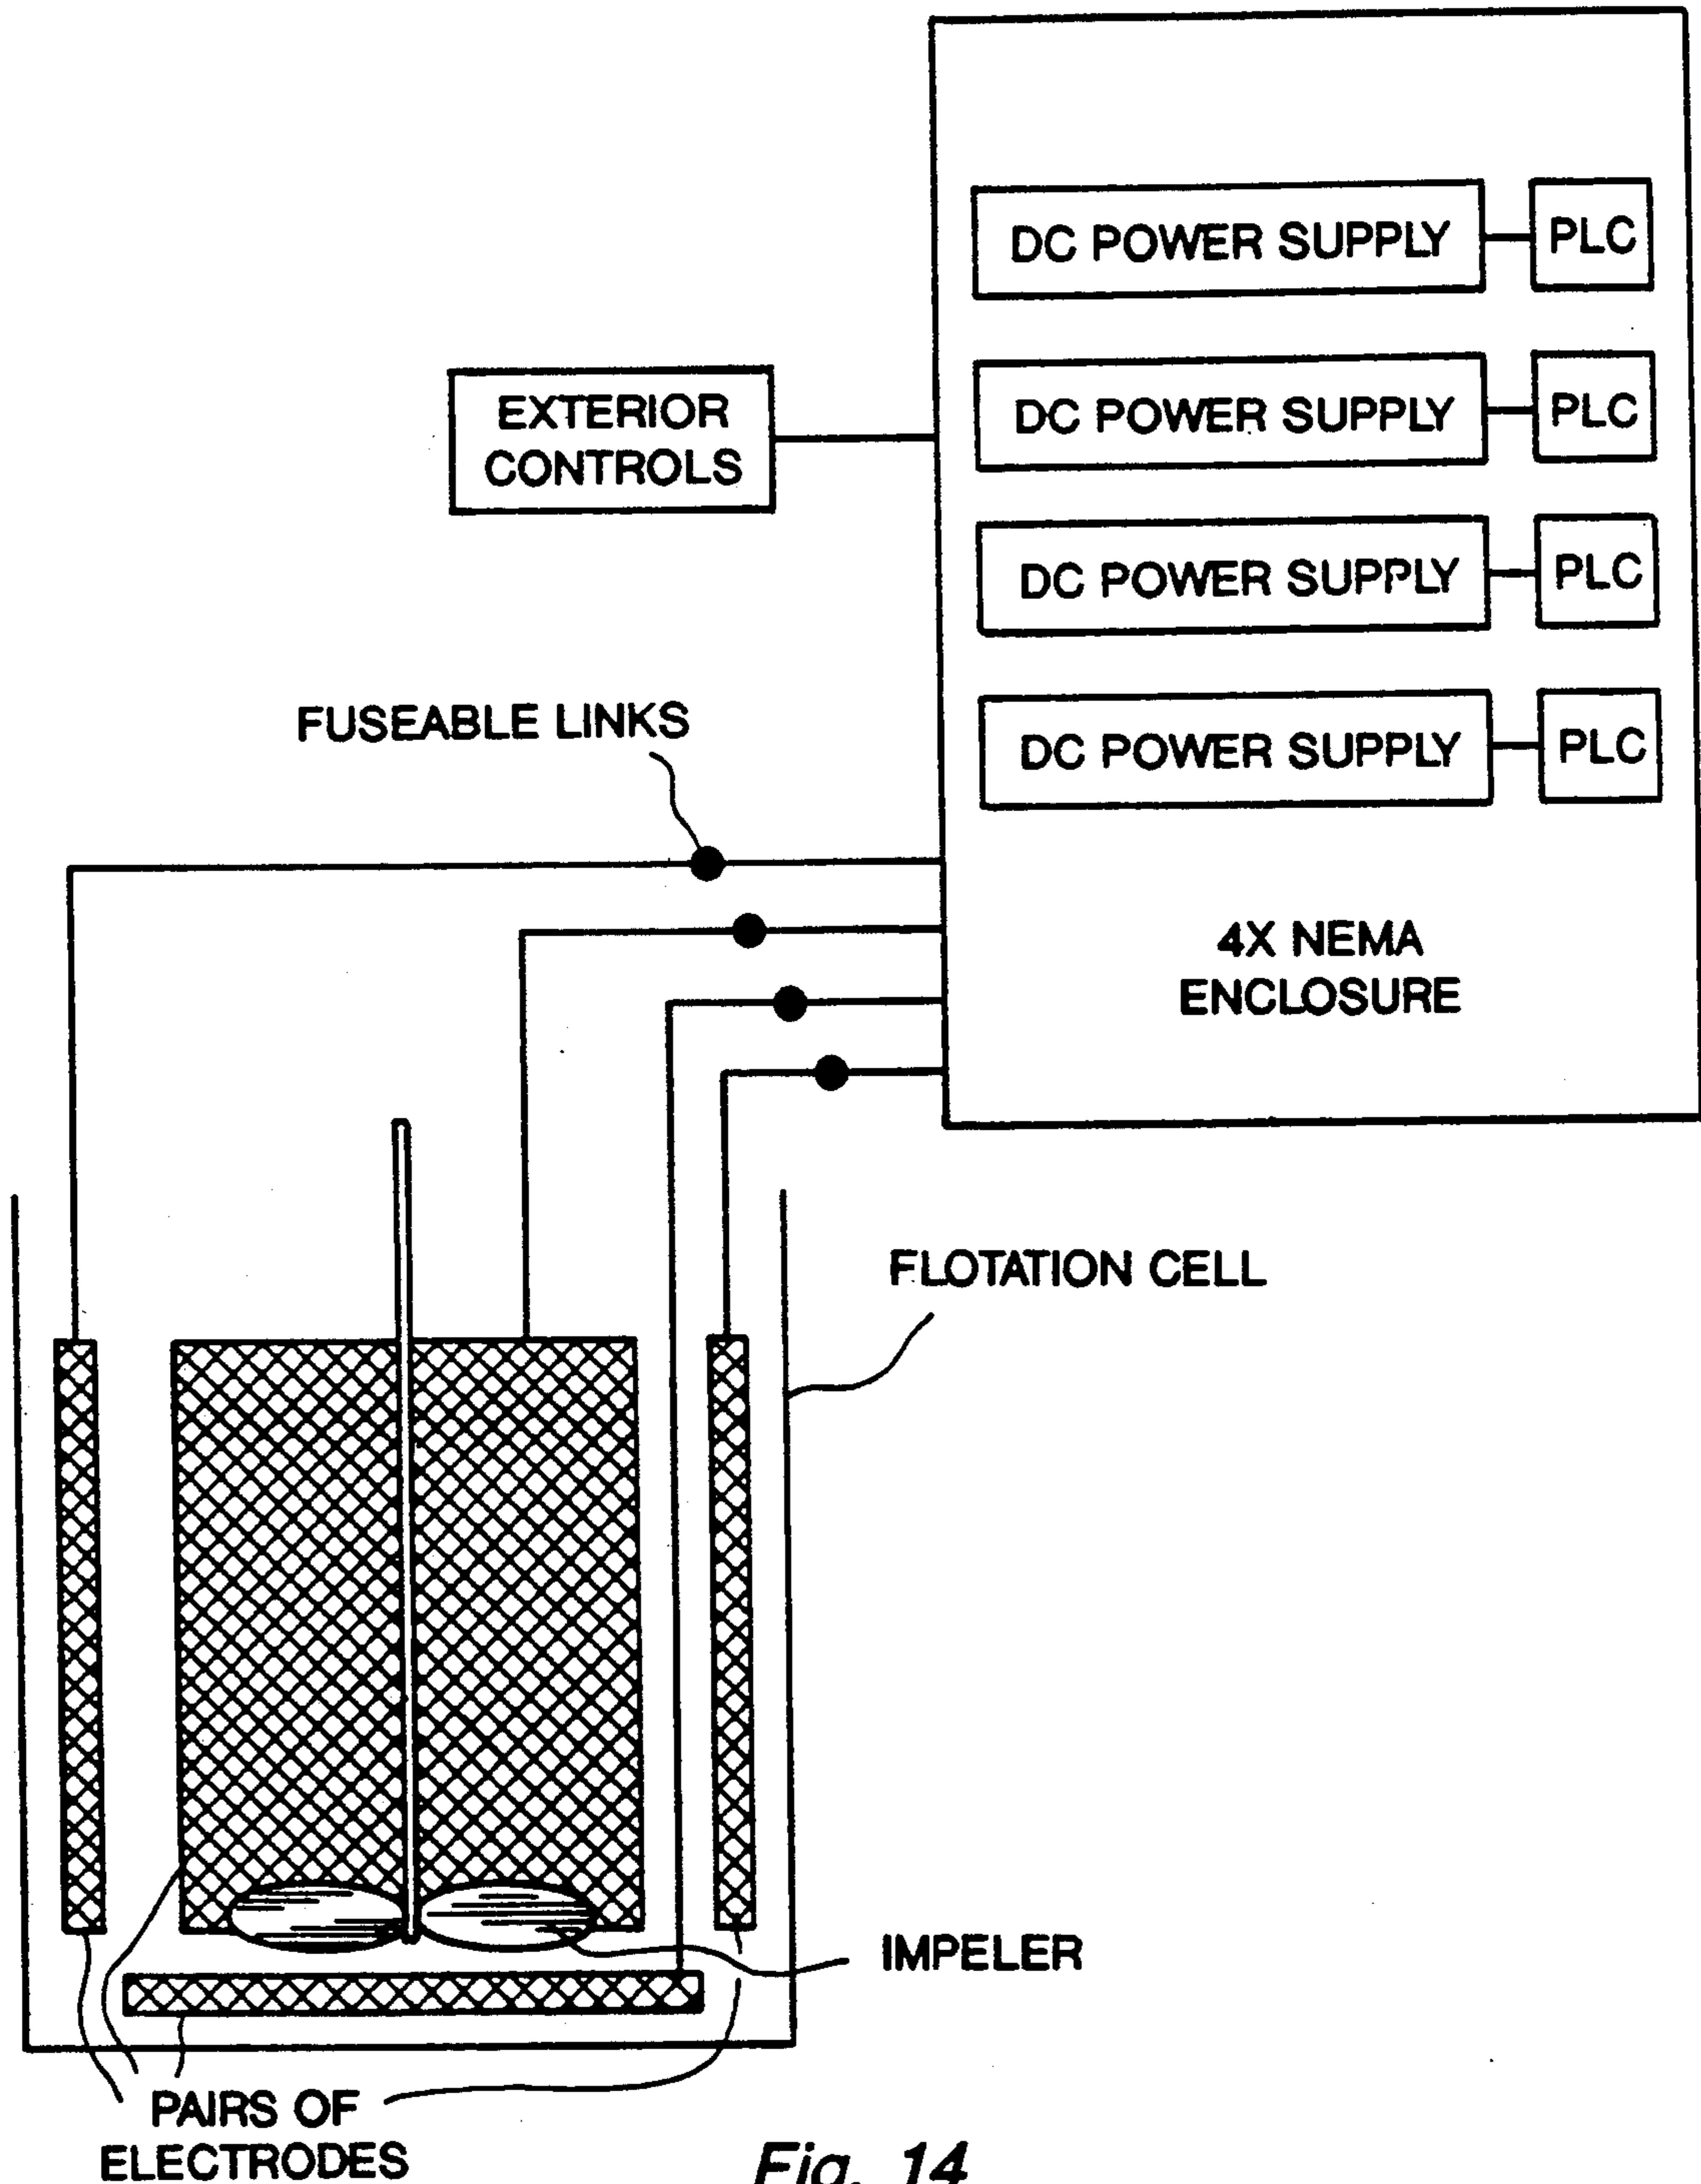 DC POWER SUPPLY PLC
DC POWER SUPPLY PLC
DC POWER SUPPLY PLC
DC POWER SUPPLY PLC
EXTERIOR
CONTROLS
FUSEABLE LINKS
4X NEMA
ENCLOSURE
FLOTATION CELL
IMPELER
PAIRS OF
ELECTRODES
Fig. 14